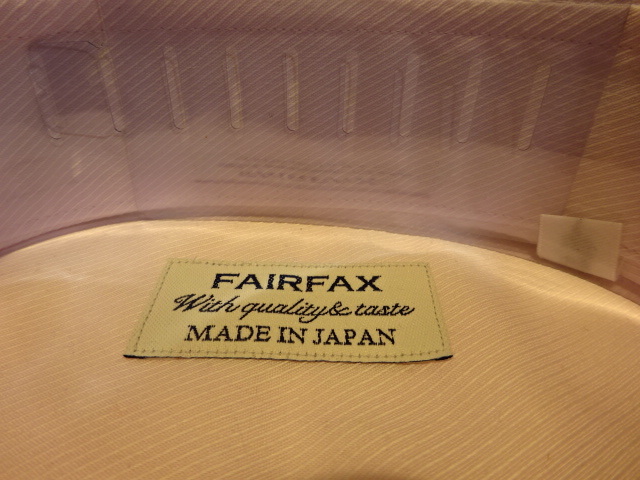 FAIRFAX
With quality & taste
MADE IN JAPAN